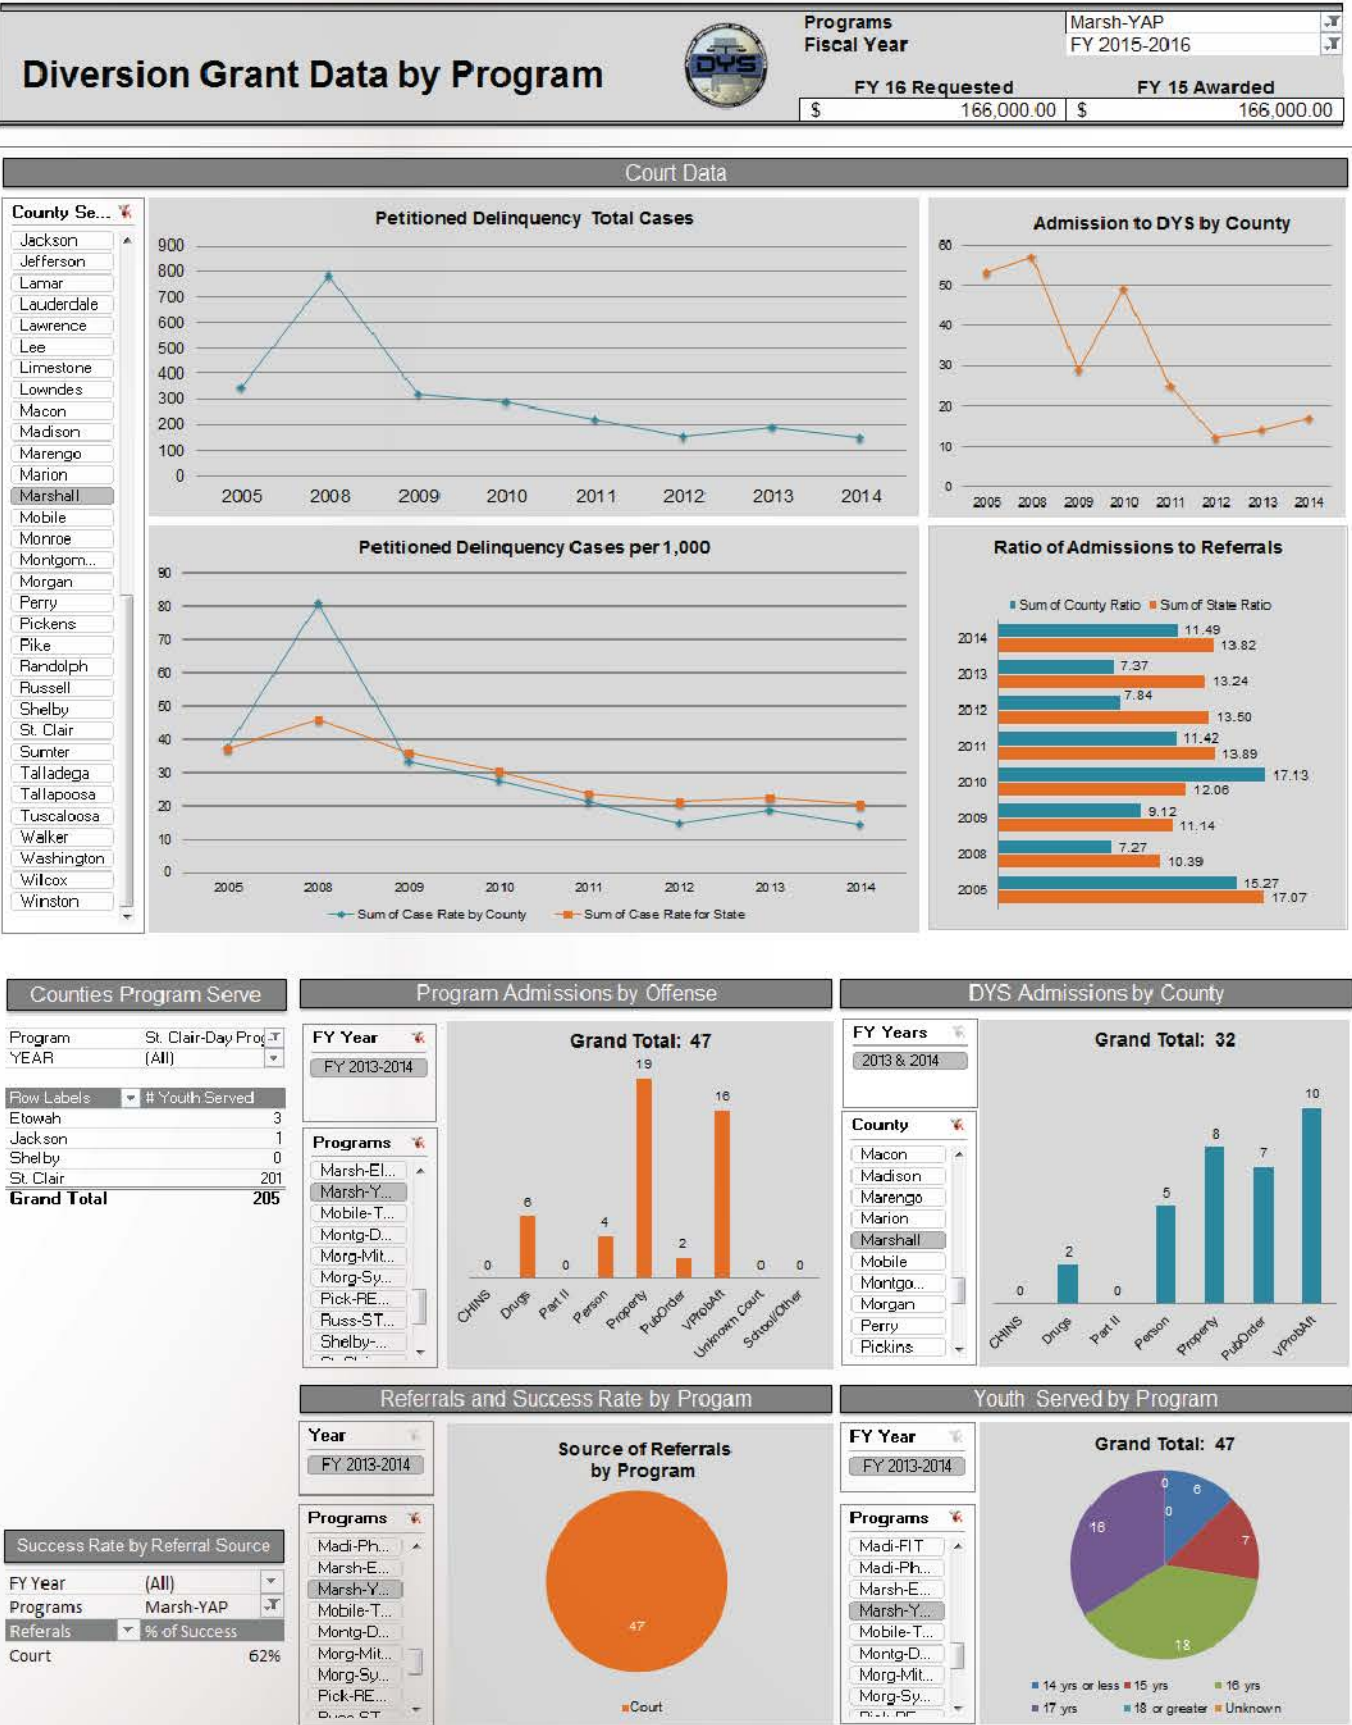 Diversion Grant Data by Program
DYS
Programs Marsh-YAP
Fiscal Year FY 2015-2016
FY 16 Requested FY 15 Awarded
$ 166,000.00 $ 166,000.00
Court Data
County Se...
Jackson
Jefferson
Lamar
Lauderdale
Lawrence
Lee
Limestone
Lowndes
Macon
Madison
Marengo
Marion
Marshall
Mobile
Monroe
Montgom...
Morgan
Perry
Pickens
Pike
Randolph
Russell
Shelby
St. Clair
Sumter
Talladega
Tallapoosa
Tuscaloosa
Walker
Washington
Wilcox
Winston
Petitioned Delinquency Total Cases
900
800
700
600
500
400
300
200
100
0
2005 2008 2009 2010 2011 2012 2013 2014
Admission to DYS by County
60
50
40
30
20
10
0
2005 2008 2009 2010 2011 2012 2013 2014
Petitioned Delinquency Cases per 1,000
90
80
70
60
50
40
30
20
10
0
2005 2008 2009 2010 2011 2012 2013 2014
Sum of Case Rate by County Sum of Case Rate for State
Ratio of Admissions to Referrals
Sum of County Ratio Sum of State Ratio
2014 11.49
13.82
2013 7.37
13.24
2012 7.84
13.50
2011 11.42
13.89
2010 17.13
12.06
2009 9.12
11.14
2008 7.27
10.39
2005 15.27
17.07
Counties Program Serve
Program St. Clair-Day Prog
YEAR (All)
Row Labels # Youth Served
Etowah 3
Jackson 1
Shelby 0
St. Clair 201
Grand Total 205
Program Admissions by Offense
FY Year
FY 2013-2014
Programs
Marsh-El...
Marsh-Y...
Mobile-T...
Montg-D...
Morg-Mit...
Morg-Sy...
Pick-RE...
Russ-ST...
Shelby-...
Grand Total: 47
0 6 0 4 19 2 16 0 0
CHINS Drugs Part II Person Property PubOrder VProbAft Unknown Court School/Other
DYS Admissions by County
FY Years
2013 & 2014
County
Macon
Madison
Marengo
Marion
Marshall
Mobile
Montgo...
Morgan
Perry
Pickins
Grand Total: 32
0 2 0 5 8 7 10
CHINS Drugs Part II Person Property PubOrder VProbAft
Success Rate by Referral Source
FY Year (All)
Programs Marsh-YAP
Referrals % of Success
Court 62%
Referrals and Success Rate by Progam
Year
FY 2013-2014
Programs
Madi-Ph...
Marsh-E...
Marsh-Y...
Mobile-T...
Montg-D...
Morg-Mit...
Morg-Sy...
Pick-RE...
Source of Referrals
by Program
47
Court
Youth Served by Program
FY Year
FY 2013-2014
Programs
Madi-FIT
Madi-Ph...
Marsh-E...
Marsh-Y...
Mobile-T...
Montg-D...
Morg-Mit...
Morg-Sy...
Grand Total: 47
0 6
0
7
16
18
14 yrs or less 15 yrs 16 yrs
17 yrs 18 or greater Unknown